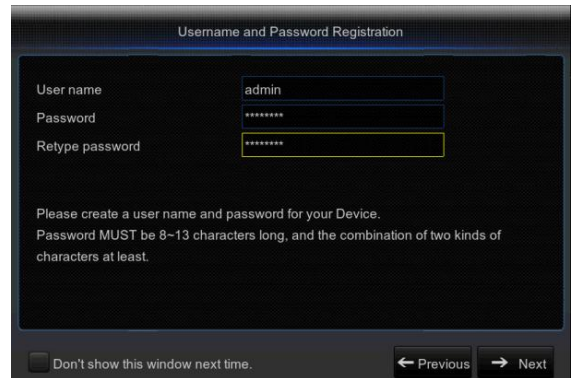 Username and Password Registration
User name admin
Password ********
Retype password ********
Please create a user name and password for your Device.
Password MUST be 8~13 characters long, and the combination of two kinds of
characters at least.
Don't show this window next time.
← Previous
→ Next